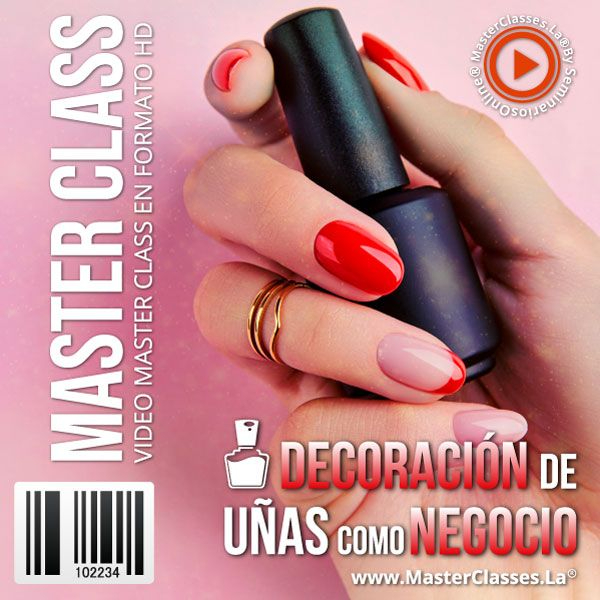 MASTER CLASS
VIDEO MASTER CLASS EN FORMATO HD
MasterClasses.La® By SeminariosOnline®
DECORACIÓN DE
UÑAS COMO NEGOCIO
www.MasterClasses.La®
102234